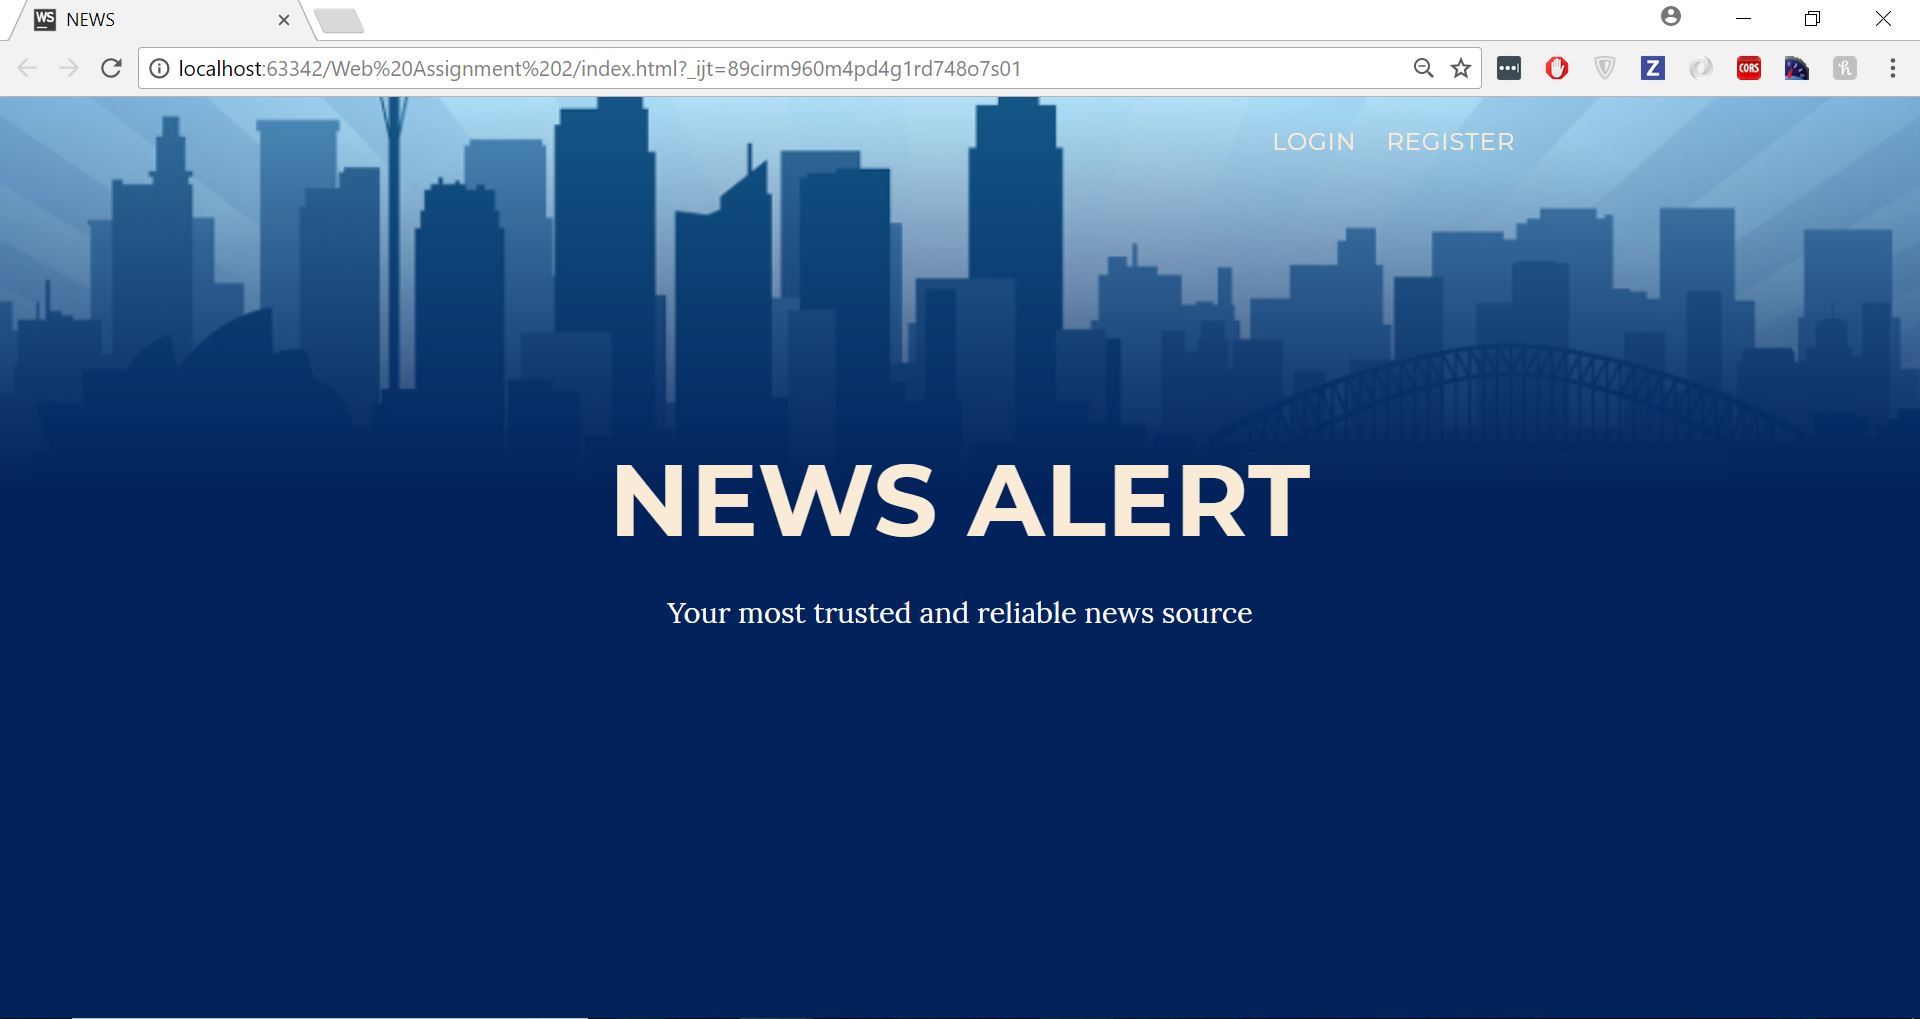 WS NEWS
localhost:63342/Web%20Assignment%202/index.html?_ijt=89cirm960m4pd4g1rd748o7s01
Z CORS h
LOGIN REGISTER
NEWS ALERT
Your most trusted and reliable news source